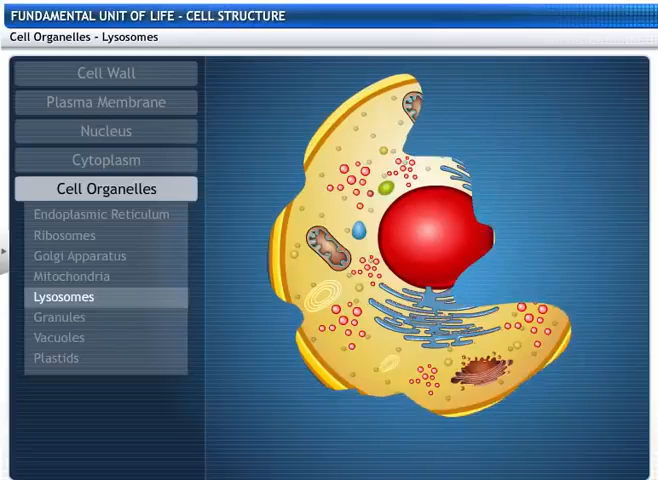 FUNDAMENTAL UNIT OF LIFE - CELL STRUCTURE
Cell Organelles - Lysosomes
Cell Wall
Plasma Membrane
Nucleus
Cytoplasm
Cell Organelles
Endoplasmic Reticulum
Ribosomes
Golgi Apparatus
Mitochondria
Lysosomes
Granules
Vacuoles
Plastids